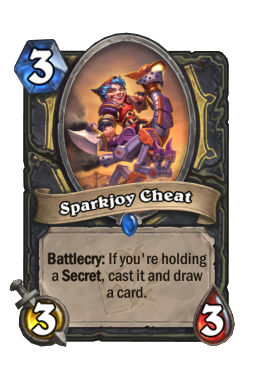 3
Sparkjoy Cheat
Battlecry: If you're holding
a Secret, cast it and draw
a card.
3
3